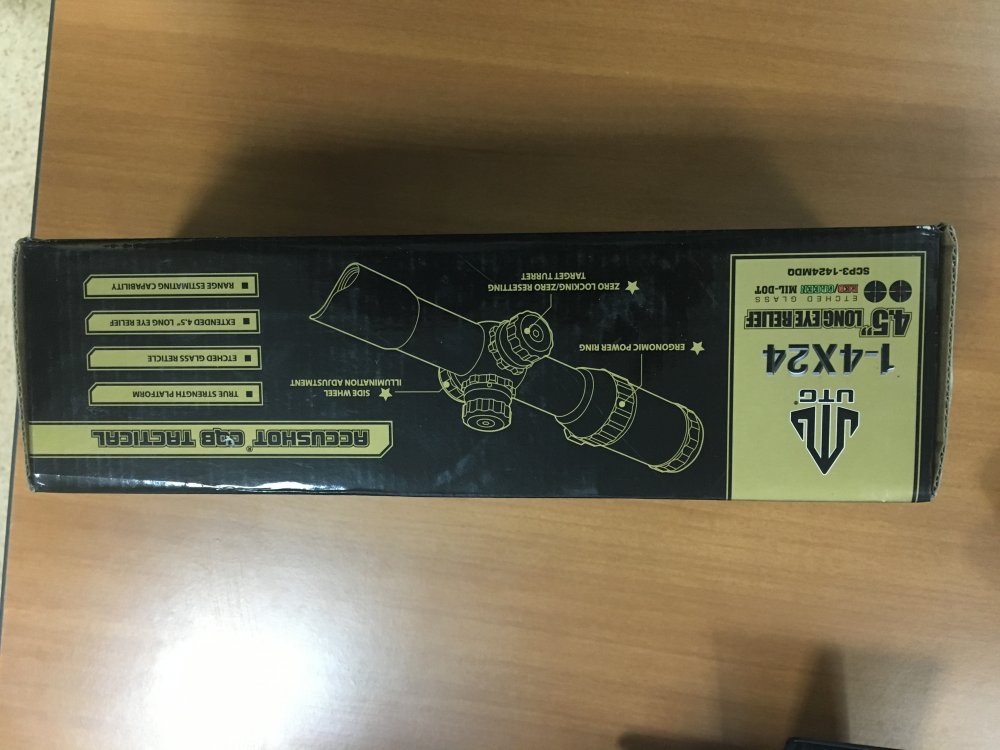 UTG
1-4X24
4.5" LONG EYE RELIEF
ETCHED GLASS
RED/GREEN MIL-DOT
SCP3-1424MDQ
ERGONOMIC POWER RING
ZERO LOCKING/ZERO RESETTING
TARGET TURRET
SIDE WHEEL
ILLUMINATION ADJUSTMENT
ACCUSHOT® CQB TACTICAL
TRUE STRENGTH PLATFORM
ETCHED GLASS RETICLE
EXTENDED 4.5" LONG EYE RELIEF
RANGE ESTIMATING CAPABILITY